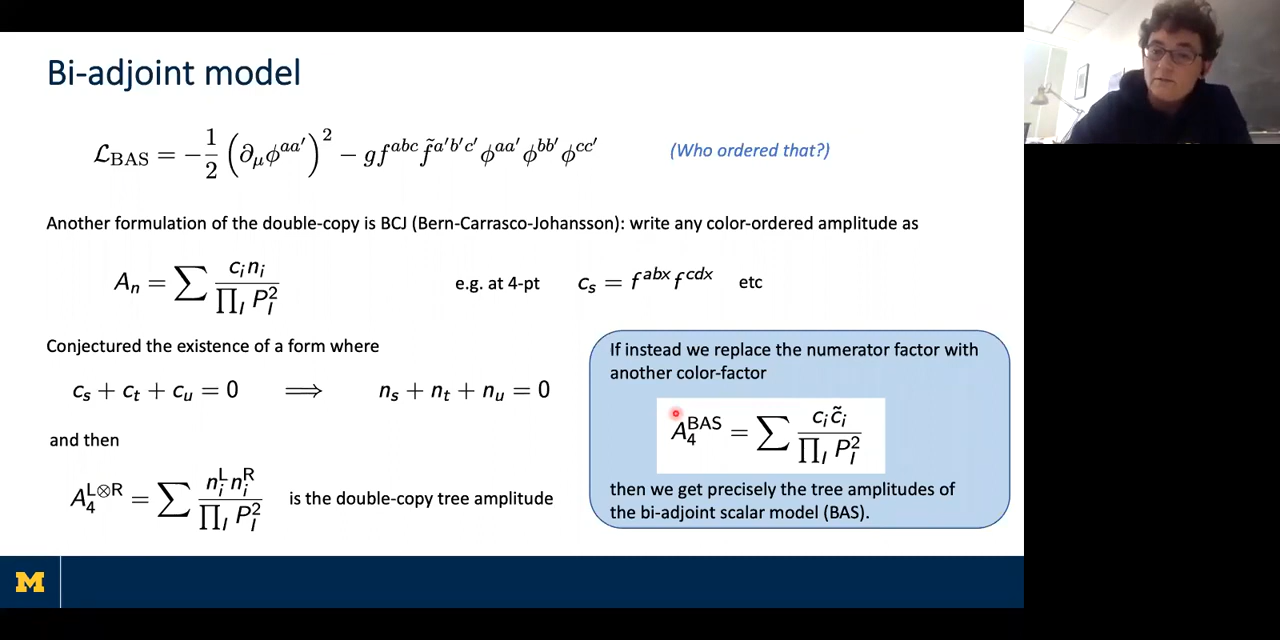 Bi-adjoint model
ℒ_BAS = −1/2 (∂_μ ϕ^{aa′})^2 − g f^{abc} f̃^{a′b′c′} ϕ^{aa′} ϕ^{bb′} ϕ^{cc′} (Who ordered that?)
Another formulation of the double-copy is BCJ (Bern-Carrasco-Johansson): write any color-ordered amplitude as
A_n = ∑ c_i n_i / ∏_I P_I^2 e.g. at 4-pt c_s = f^{abx} f^{cdx} etc
Conjectured the existence of a form where
c_s + c_t + c_u = 0 ⟹ n_s + n_t + n_u = 0
and then
A_4^{L⊗R} = ∑ n_i^L n_i^R / ∏_I P_I^2 is the double-copy tree amplitude
If instead we replace the numerator factor with
another color-factor
A_4^{BAS} = ∑ c_i c̃_i / ∏_I P_I^2
then we get precisely the tree amplitudes of
the bi-adjoint scalar model (BAS).
M